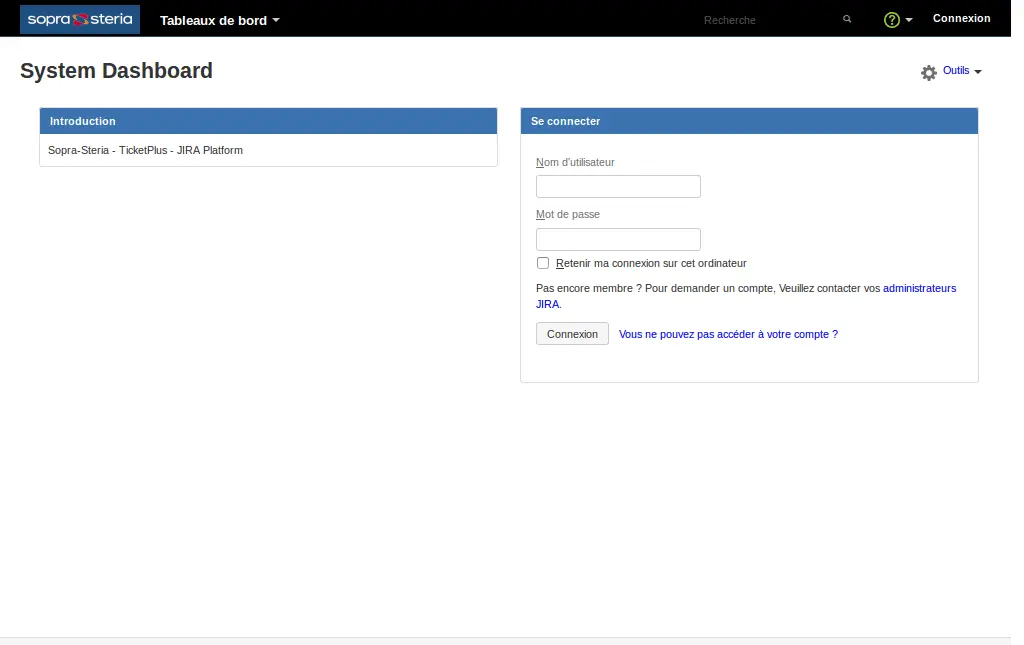 sopra steria
Tableaux de bord
Recherche
Connexion
System Dashboard
Outils
Introduction
Sopra-Steria - TicketPlus - JIRA Platform
Se connecter
Nom d'utilisateur
Mot de passe
Retenir ma connexion sur cet ordinateur
Pas encore membre ? Pour demander un compte, Veuillez contacter vos administrateurs
JIRA.
Connexion
Vous ne pouvez pas accéder à votre compte ?